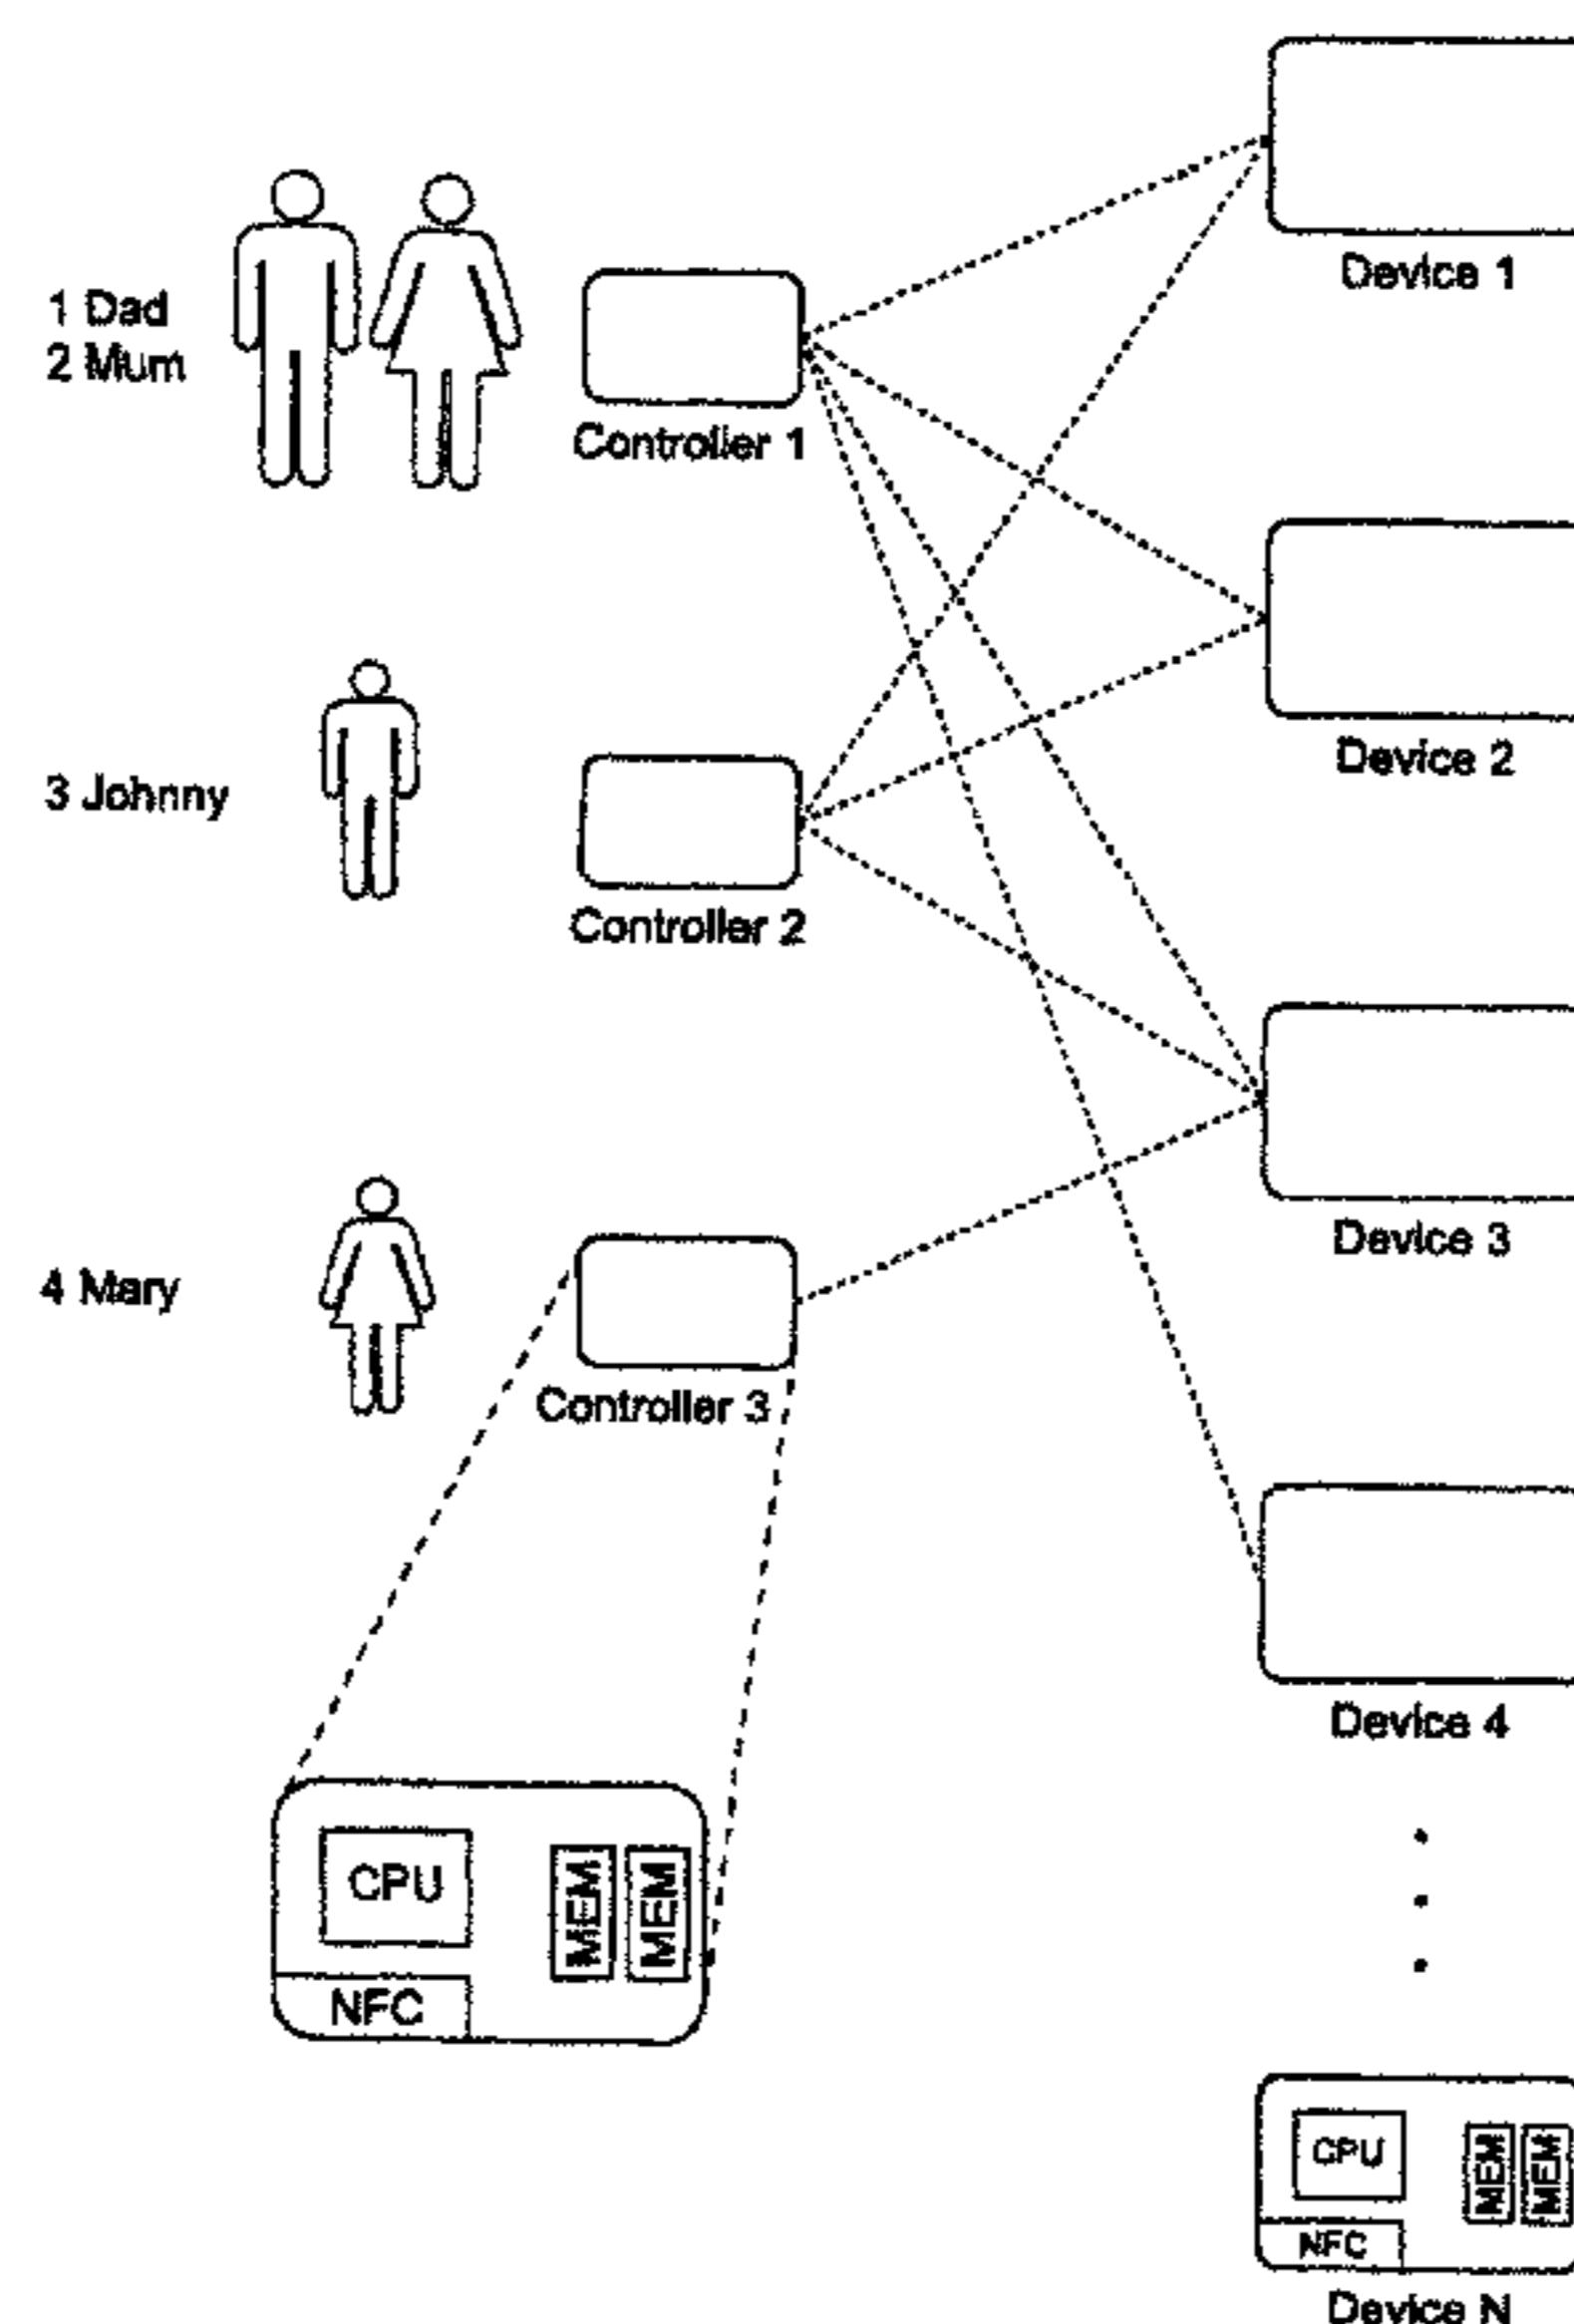 Device 1
1 Dad
2 Mum
Controller 1
Device 2
3 Johnny
Controller 2
Device 3
4 Mary
Controller 3
Device 4
CPU
MEM
MEM
NFC
CPU
MEM
MEM
NFC
Device N